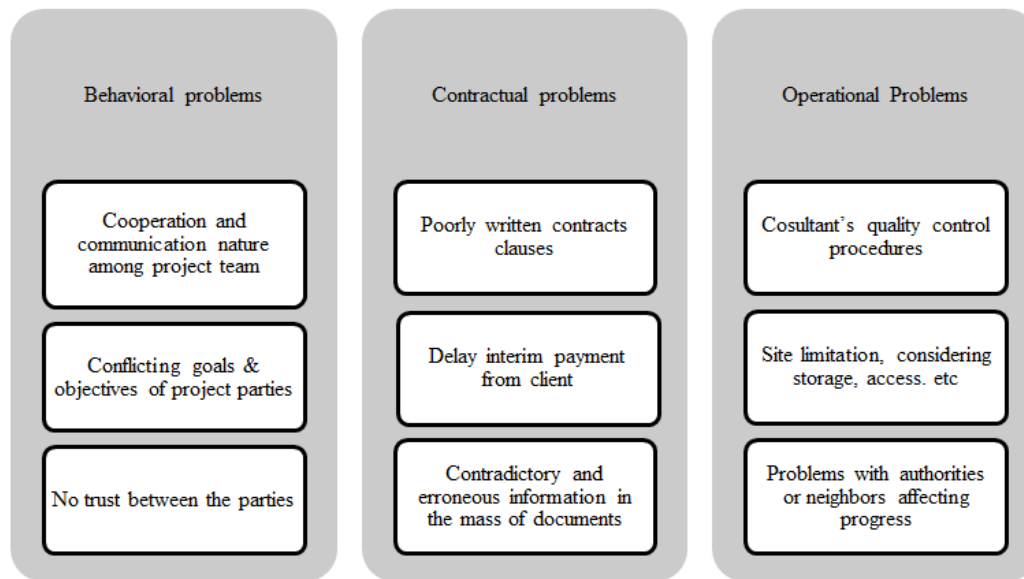 Behavioral problems
Cooperation and
communication nature
among project team
Conflicting goals &
objectives of project parties
No trust between the parties
Contractual problems
Poorly written contracts
clauses
Delay interim payment
from client
Contradictory and
erroneous information in
the mass of documents
Operational Problems
Cosultant's quality control
procedures
Site limitation, considering
storage, access. etc
Problems with authorities
or neighbors affecting
progress